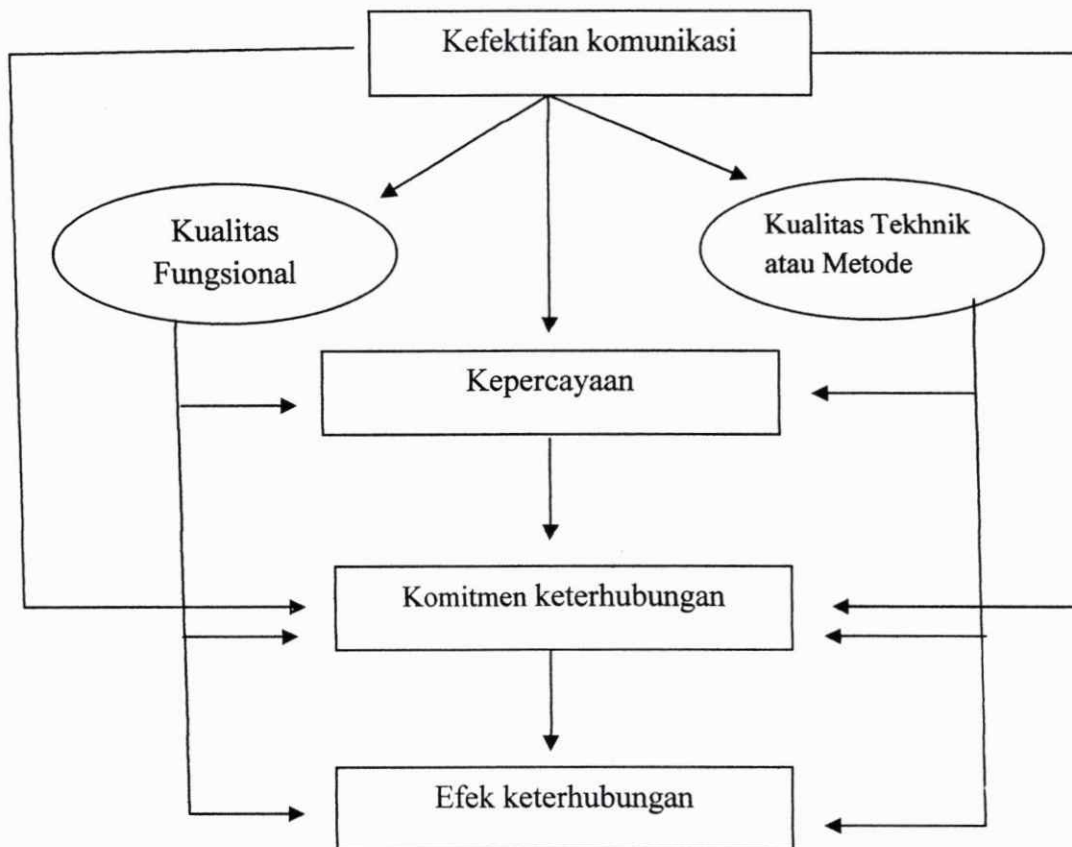 Kefektifan komunikasi
Kualitas
Fungsional
Kualitas Tekhnik
atau Metode
Kepercayaan
Komitmen keterhubungan
Efek keterhubungan